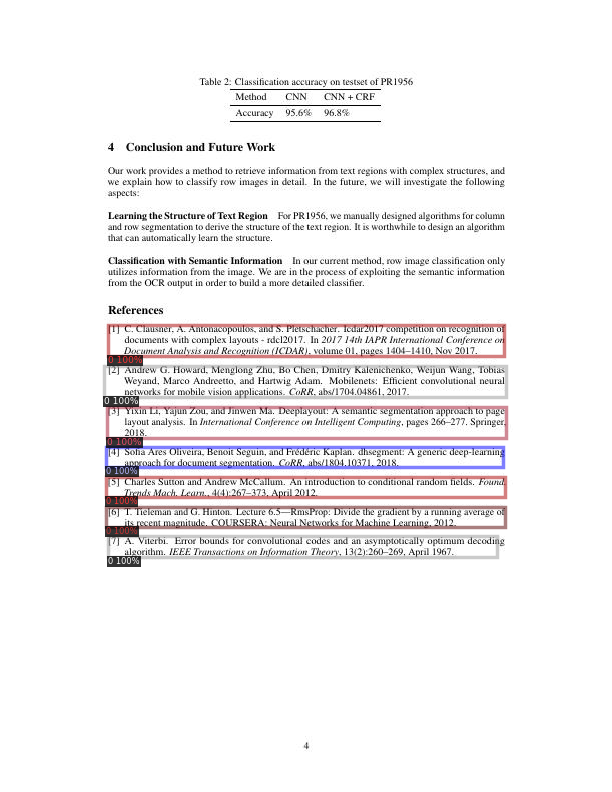 Table 2: Classification accuracy on testset of PR1956
Method CNN CNN + CRF
Accuracy 95.6% 96.8%
4 Conclusion and Future Work
Our work provides a method to retrieve information from text regions with complex structures, and
we explain how to classify row images in detail. In the future, we will investigate the following
aspects:
Learning the Structure of Text Region For PR1956, we manually designed algorithms for column
and row segmentation to derive the structure of the text region. It is worthwhile to design an algorithm
that can automatically learn the structure.
Classification with Semantic Information In our current method, row image classification only
utilizes information from the image. We are in the process of exploiting the semantic information
from the OCR output in order to build a more detailed classifier.
References
[1] C. Clausner, A. Antonacopoulos, and S. Pletschacher. Icdar2017 competition on recognition of
documents with complex layouts - rdcl2017. In 2017 14th IAPR International Conference on
Document Analysis and Recognition (ICDAR), volume 01, pages 1404–1410, Nov 2017.
0 100%
[2] Andrew G. Howard, Menglong Zhu, Bo Chen, Dmitry Kalenichenko, Weijun Wang, Tobias
Weyand, Marco Andreetto, and Hartwig Adam. Mobilenets: Efficient convolutional neural
networks for mobile vision applications. CoRR, abs/1704.04861, 2017.
0 100%
[3] Yixin Li, Yajun Zou, and Jinwen Ma. Deeplayout: A semantic segmentation approach to page
layout analysis. In International Conference on Intelligent Computing, pages 266–277. Springer,
2018.
0 100%
[4] Sofia Ares Oliveira, Benoit Seguin, and Frédéric Kaplan. dhsegment: A generic deep-learning
approach for document segmentation. CoRR, abs/1804.10371, 2018.
0 100%
[5] Charles Sutton and Andrew McCallum. An introduction to conditional random fields. Found.
Trends Mach. Learn., 4(4):267–373, April 2012.
0 100%
[6] T. Tieleman and G. Hinton. Lecture 6.5—RmsProp: Divide the gradient by a running average of
its recent magnitude. COURSERA: Neural Networks for Machine Learning, 2012.
0 100%
[7] A. Viterbi. Error bounds for convolutional codes and an asymptotically optimum decoding
algorithm. IEEE Transactions on Information Theory, 13(2):260–269, April 1967.
0 100%
4